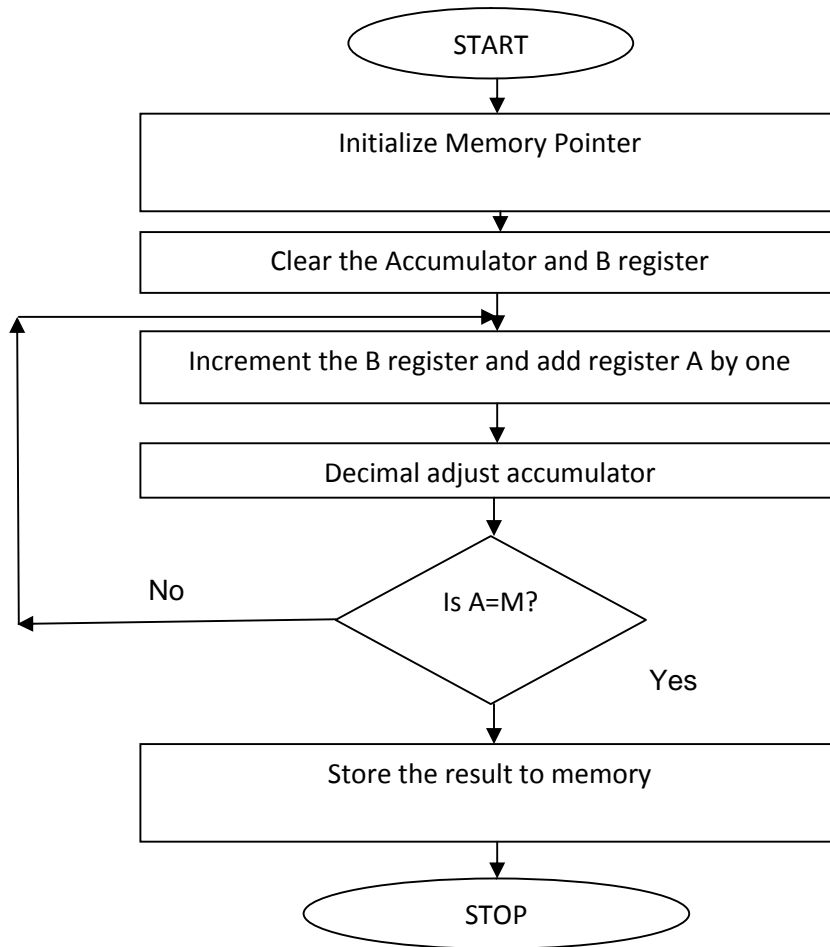 START
Initialize Memory Pointer
Clear the Accumulator and B register
Increment the B register and add register A by one
Decimal adjust accumulator
Is A=M?
No
Yes
Store the result to memory
STOP